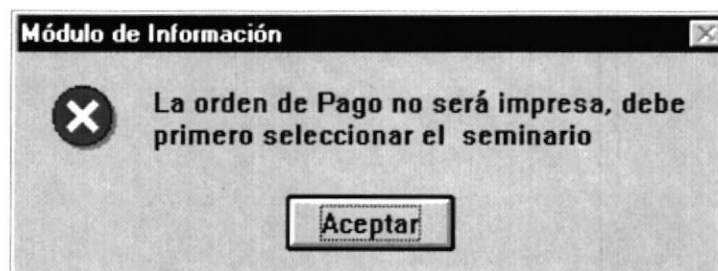 Módulo de Información
La orden de Pago no será impresa, debe
primero seleccionar el seminario
Aceptar